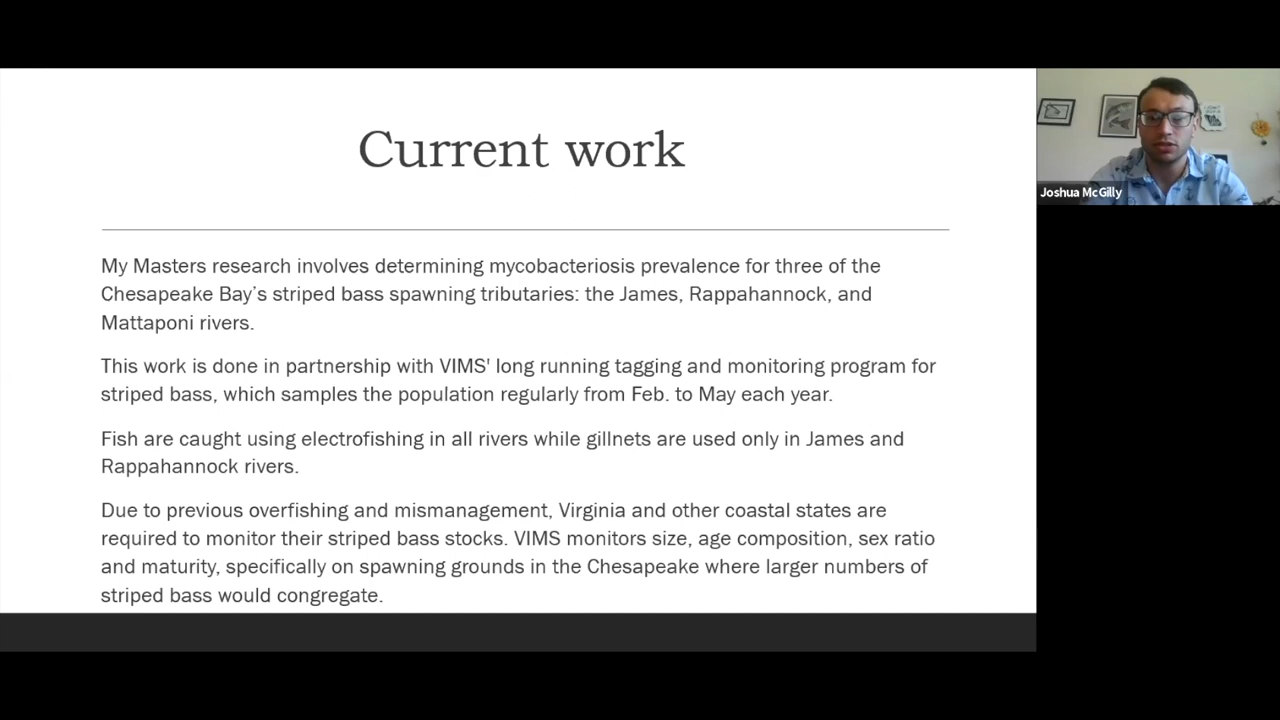 Current work
My Masters research involves determining mycobacteriosis prevalence for three of the
Chesapeake Bay’s striped bass spawning tributaries: the James, Rappahannock, and
Mattaponi rivers.
This work is done in partnership with VIMS' long running tagging and monitoring program for
striped bass, which samples the population regularly from Feb. to May each year.
Fish are caught using electrofishing in all rivers while gillnets are used only in James and
Rappahannock rivers.
Due to previous overfishing and mismanagement, Virginia and other coastal states are
required to monitor their striped bass stocks. VIMS monitors size, age composition, sex ratio
and maturity, specifically on spawning grounds in the Chesapeake where larger numbers of
striped bass would congregate.
Joshua McGilly